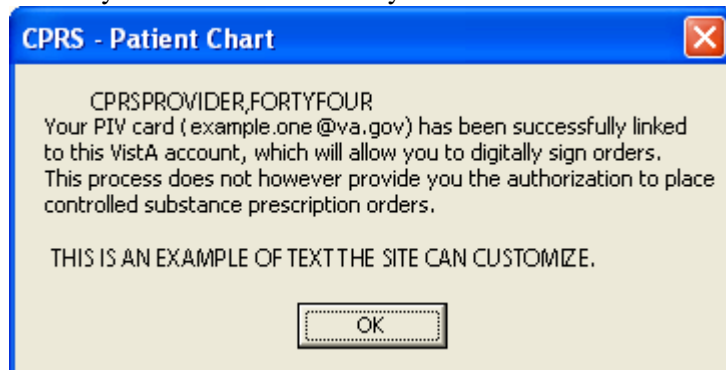 CPRS - Patient Chart
CPRSPROVIDER,FORTYFOUR
Your PIV card (example.one@va.gov) has been successfully linked
to this VistA account, which will allow you to digitally sign orders.
This process does not however provide you the authorization to place
controlled substance prescription orders.
THIS IS AN EXAMPLE OF TEXT THE SITE CAN CUSTOMIZE.
OK